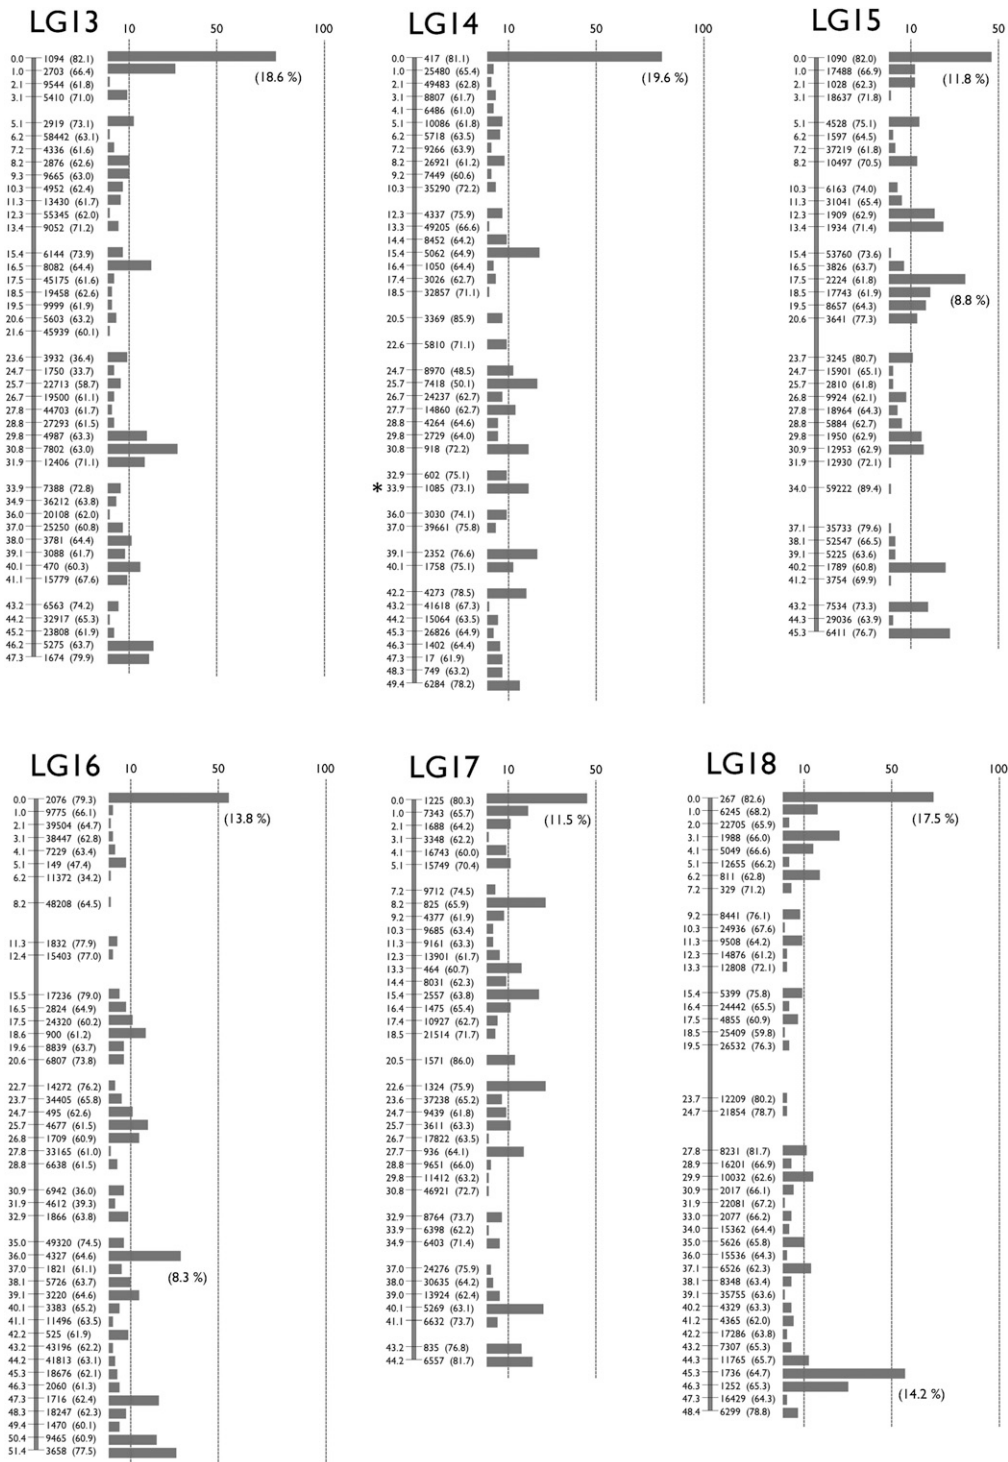 LG13
10 50 100
0.0 1094 (82.1)
1.0 2703 (66.4)
(18.6 %)
2.1 9544 (61.8)
3.1 5410 (71.0)
5.1 2919 (73.1)
6.2 58442 (63.1)
7.2 4336 (61.6)
8.2 2876 (62.6)
9.3 9665 (63.0)
10.3 4952 (62.4)
11.3 13430 (61.7)
12.3 55345 (62.0)
13.4 9052 (71.2)
15.4 6144 (73.9)
16.5 8082 (64.4)
17.5 45175 (61.6)
18.5 19458 (62.6)
19.5 9999 (61.9)
20.6 5603 (63.2)
21.6 45939 (60.1)
23.6 3932 (36.4)
24.7 1750 (33.7)
25.7 22713 (58.7)
26.7 19500 (61.1)
27.8 44703 (61.7)
28.8 27293 (61.5)
29.8 4987 (63.3)
30.8 7802 (63.0)
31.9 12406 (71.1)
33.9 7388 (72.8)
34.9 36212 (63.8)
36.0 20108 (62.0)
37.0 25250 (60.8)
38.0 3781 (64.4)
39.1 3088 (61.7)
40.1 470 (60.3)
41.1 15779 (67.6)
43.2 6563 (74.2)
44.2 32917 (65.3)
45.2 23808 (61.9)
46.2 5275 (63.7)
47.3 1674 (79.9)
LG14
10 50 100
0.0 417 (81.1)
1.0 25480 (65.4)
(19.6 %)
2.1 49483 (62.8)
3.1 8807 (61.7)
4.1 6486 (61.0)
5.1 10086 (61.8)
6.2 5718 (63.5)
7.2 9266 (63.9)
8.2 26921 (61.2)
9.2 7449 (60.6)
10.3 35290 (72.2)
12.3 4337 (75.9)
13.3 49205 (66.6)
14.4 8452 (64.2)
15.4 5062 (64.9)
16.4 1050 (64.4)
17.4 3026 (62.7)
18.5 32857 (71.1)
20.5 3369 (85.9)
22.6 5810 (71.1)
24.7 8970 (48.5)
25.7 7418 (50.1)
26.7 24237 (62.7)
27.7 14860 (62.7)
28.8 4264 (64.6)
29.8 2729 (64.0)
30.8 918 (72.2)
32.9 602 (75.1)
* 33.9 1085 (73.1)
36.0 3030 (74.1)
37.0 39661 (75.8)
39.1 2352 (76.6)
40.1 1758 (75.1)
42.2 4273 (78.5)
43.2 41618 (67.3)
44.2 15064 (63.5)
45.3 26826 (64.9)
46.3 1402 (64.4)
47.3 17 (61.9)
48.3 749 (63.2)
49.4 6284 (78.2)
LG15
10 50
0.0 1090 (82.0)
1.0 17488 (66.9)
(11.8 %)
2.1 1028 (62.3)
3.1 18637 (71.8)
5.1 4528 (75.1)
6.2 1597 (64.5)
7.2 37219 (61.8)
8.2 10497 (70.5)
10.3 6163 (74.0)
11.3 31041 (65.4)
12.3 1909 (62.9)
13.4 1934 (71.4)
15.4 53760 (73.6)
16.5 3826 (63.7)
17.5 2224 (61.8)
18.5 17743 (61.9)
(8.8 %)
19.5 8657 (64.3)
20.6 3641 (77.3)
23.7 3245 (80.7)
24.7 15901 (65.1)
25.7 2810 (61.8)
26.8 9924 (62.1)
27.8 18964 (64.3)
28.8 5884 (62.7)
29.8 1950 (62.9)
30.9 12953 (62.9)
31.9 12930 (72.1)
34.0 59222 (89.4)
37.1 35733 (79.6)
38.1 52547 (66.5)
39.1 5225 (63.6)
40.2 1789 (60.8)
41.2 3754 (69.9)
43.2 7534 (73.3)
44.3 29036 (63.9)
45.3 6411 (76.7)
LG16
10 50 100
0.0 2076 (79.3)
1.0 9775 (66.1)
(13.8 %)
2.1 39504 (64.7)
3.1 38447 (62.8)
4.1 7229 (63.4)
5.1 149 (47.4)
6.2 11372 (34.2)
8.2 48208 (64.5)
11.3 1832 (77.9)
12.4 15403 (77.0)
15.5 17236 (79.0)
16.5 2824 (64.9)
17.5 24320 (60.2)
18.6 900 (61.2)
19.6 8839 (63.7)
20.6 6807 (73.8)
22.7 14272 (76.2)
23.7 34405 (65.8)
24.7 495 (62.6)
25.7 4677 (61.5)
26.8 1709 (60.9)
27.8 33165 (61.0)
28.8 6638 (61.5)
30.9 6942 (36.0)
31.9 4612 (39.3)
32.9 1866 (63.8)
35.0 49320 (74.5)
36.0 4327 (64.6)
37.0 1821 (61.1)
(8.3 %)
38.1 5726 (63.7)
39.1 3220 (64.6)
40.1 3383 (65.2)
41.1 11496 (63.5)
42.2 525 (61.9)
43.2 43196 (62.2)
44.2 41813 (63.1)
45.3 18676 (62.1)
46.3 2060 (61.3)
47.3 1716 (62.4)
48.3 18247 (62.3)
49.4 1470 (60.1)
50.4 9465 (60.9)
51.4 3658 (77.5)
LG17
10 50
0.0 1225 (80.3)
1.0 7343 (65.7)
(11.5 %)
2.1 1688 (64.2)
3.1 3348 (62.2)
4.1 16743 (60.0)
5.1 15749 (70.4)
7.2 9712 (74.5)
8.2 825 (65.9)
9.2 4377 (61.9)
10.3 9685 (63.4)
11.3 9161 (63.3)
12.3 13901 (61.7)
13.3 464 (60.7)
14.4 8031 (62.3)
15.4 2557 (63.8)
16.4 1475 (65.4)
17.4 10927 (62.7)
18.5 21514 (71.7)
20.5 1571 (86.0)
22.6 1324 (75.9)
23.6 37238 (65.2)
24.7 9439 (61.8)
25.7 3611 (63.3)
26.7 17822 (63.5)
27.7 936 (64.1)
28.8 9651 (66.0)
29.8 11412 (63.2)
30.8 46921 (72.7)
32.9 8764 (73.7)
33.9 6398 (62.2)
34.9 6403 (71.4)
37.0 24276 (75.9)
38.0 30635 (64.2)
39.0 13924 (62.4)
40.1 5269 (63.1)
41.1 6632 (73.7)
43.2 835 (76.8)
44.2 6557 (81.7)
LG18
10 50 100
0.0 267 (82.6)
1.0 6245 (68.2)
(17.5 %)
2.0 22705 (65.9)
3.1 1988 (66.0)
4.1 5049 (66.6)
5.1 12655 (66.2)
6.2 811 (62.8)
7.2 329 (71.2)
9.2 8441 (76.1)
10.3 24936 (67.6)
11.3 9508 (64.2)
12.3 14876 (61.2)
13.3 12808 (72.1)
15.4 5399 (75.8)
16.4 24442 (65.5)
17.5 4855 (60.9)
18.5 25409 (59.8)
19.5 26532 (76.3)
23.7 12209 (80.2)
24.7 21854 (78.7)
27.8 8231 (81.7)
28.9 16201 (66.9)
29.9 10032 (62.6)
30.9 2017 (66.1)
31.9 22081 (67.2)
33.0 2077 (66.2)
34.0 15362 (64.4)
35.0 5626 (65.8)
36.0 15536 (64.3)
37.1 6526 (62.3)
38.1 8348 (63.4)
39.1 35755 (63.6)
40.2 4329 (63.3)
41.2 4365 (62.0)
42.2 17286 (63.8)
43.2 7307 (65.3)
44.3 11765 (65.7)
45.3 1736 (64.7)
46.3 1252 (65.3)
(14.2 %)
47.3 16429 (64.3)
48.4 6299 (78.8)